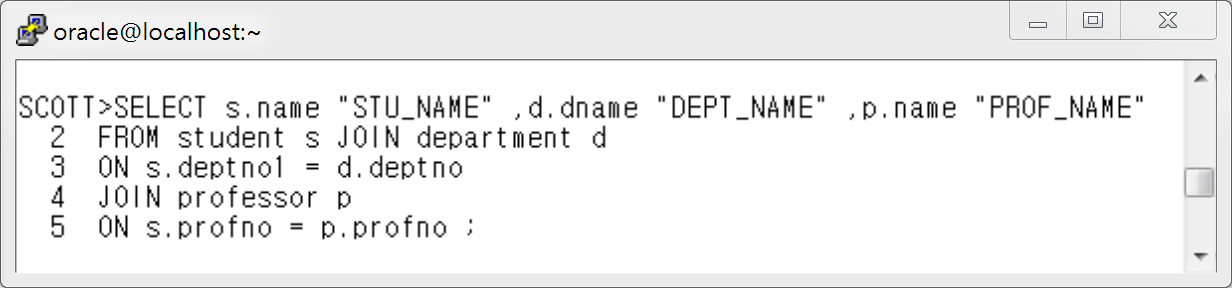 oracle@localhost:~
SCOTT>SELECT s.name "STU_NAME" ,d.dname "DEPT_NAME" ,p.name "PROF_NAME"
2 FROM student s JOIN department d
3 ON s.deptno1 = d.deptno
4 JOIN professor p
5 ON s.profno = p.profno ;